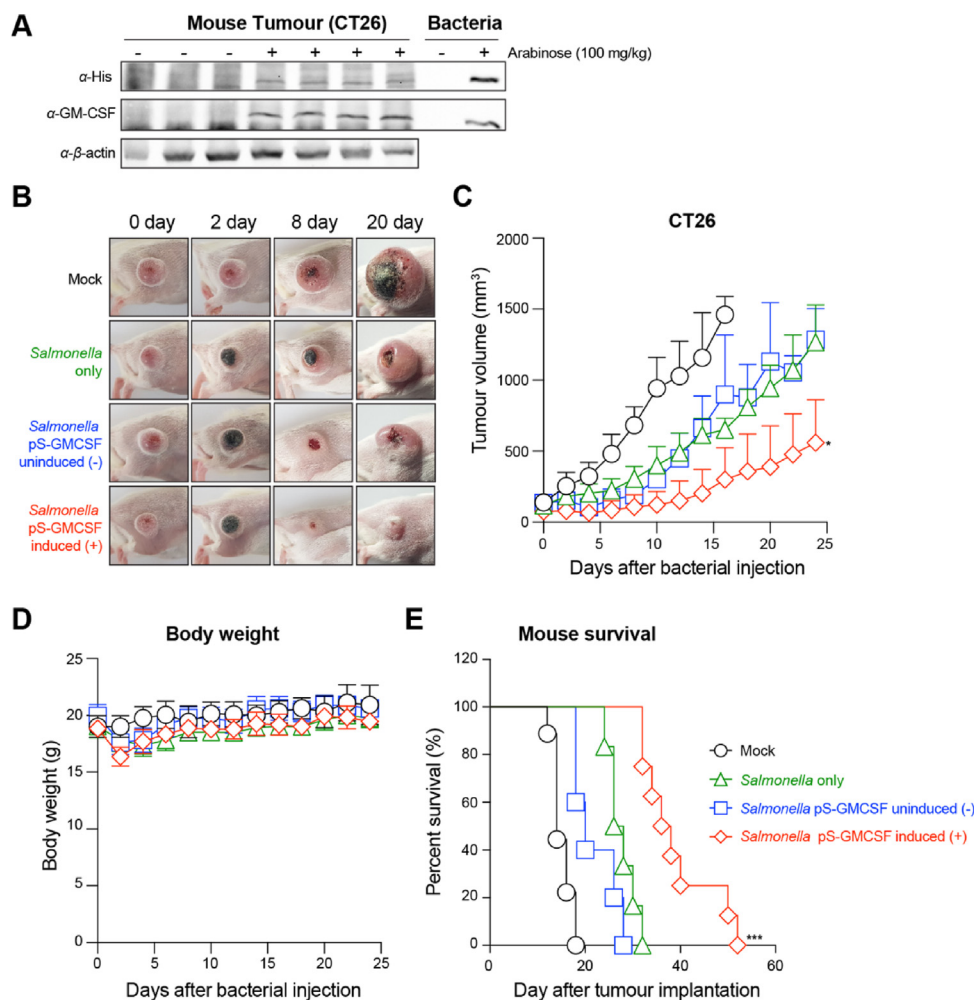 A
Mouse Tumour (CT26) Bacteria
- - - + + + + - + Arabinose (100 mg/kg)
α-His
α-GM-CSF
α-β-actin
B
0 day 2 day 8 day 20 day
Mock
Salmonella
only
Salmonella
pS-GMCSF
uninduced (-)
Salmonella
pS-GMCSF
induced (+)
C
CT26
Tumour volume (mm³)
2000
1500
1000
500
0
0 5 10 15 20 25
*
Days after bacterial injection
D
Body weight
Body weight (g)
25
20
15
10
5
0
0 5 10 15 20 25
Days after bacterial injection
E
Mouse survival
Percent survival (%)
120
100
80
60
40
20
0
0 20 40 60
***
Day after tumour implantation
Mock
Salmonella only
Salmonella pS-GMCSF uninduced (-)
Salmonella pS-GMCSF induced (+)